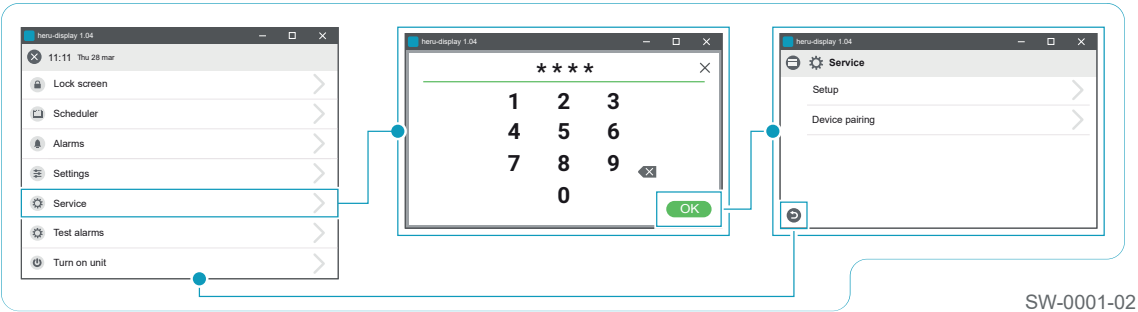 heru-display 1.04
11:11 Thu 28 mar
Lock screen
Scheduler
Alarms
Settings
Service
Test alarms
Turn on unit
heru-display 1.04
****
1 2 3
4 5 6
7 8 9
0
OK
heru-display 1.04
Service
Setup
Device pairing
SW-0001-02